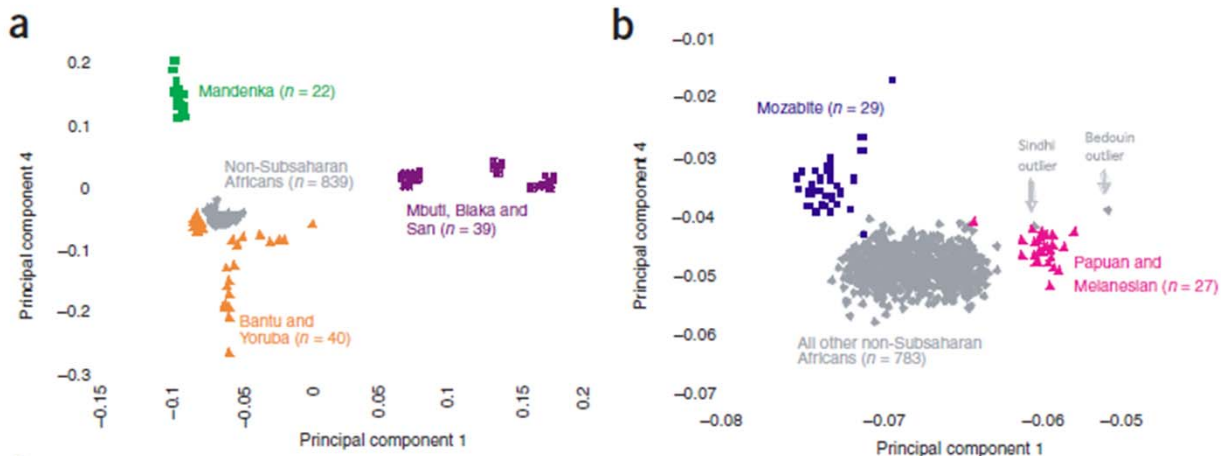 a
0.2
0.1
0
–0.1
–0.2
–0.3
Principal component 4
Mandenka (n = 22)
Non-Subsaharan
Africans (n = 839)
Mbuti, Biaka and
San (n = 39)
Bantu and
Yoruba (n = 40)
–0.15
–0.1
–0.05
0
0.05
0.1
0.15
0.2
Principal component 1
b
–0.01
–0.02
–0.03
–0.04
–0.05
–0.06
–0.07
Principal component 4
Mozabite (n = 29)
Sindhi
outlier
Bedouin
outlier
Papuan and
Melanesian (n = 27)
All other non-Subsaharan
Africans (n = 783)
–0.08
–0.07
–0.06
–0.05
Principal component 1